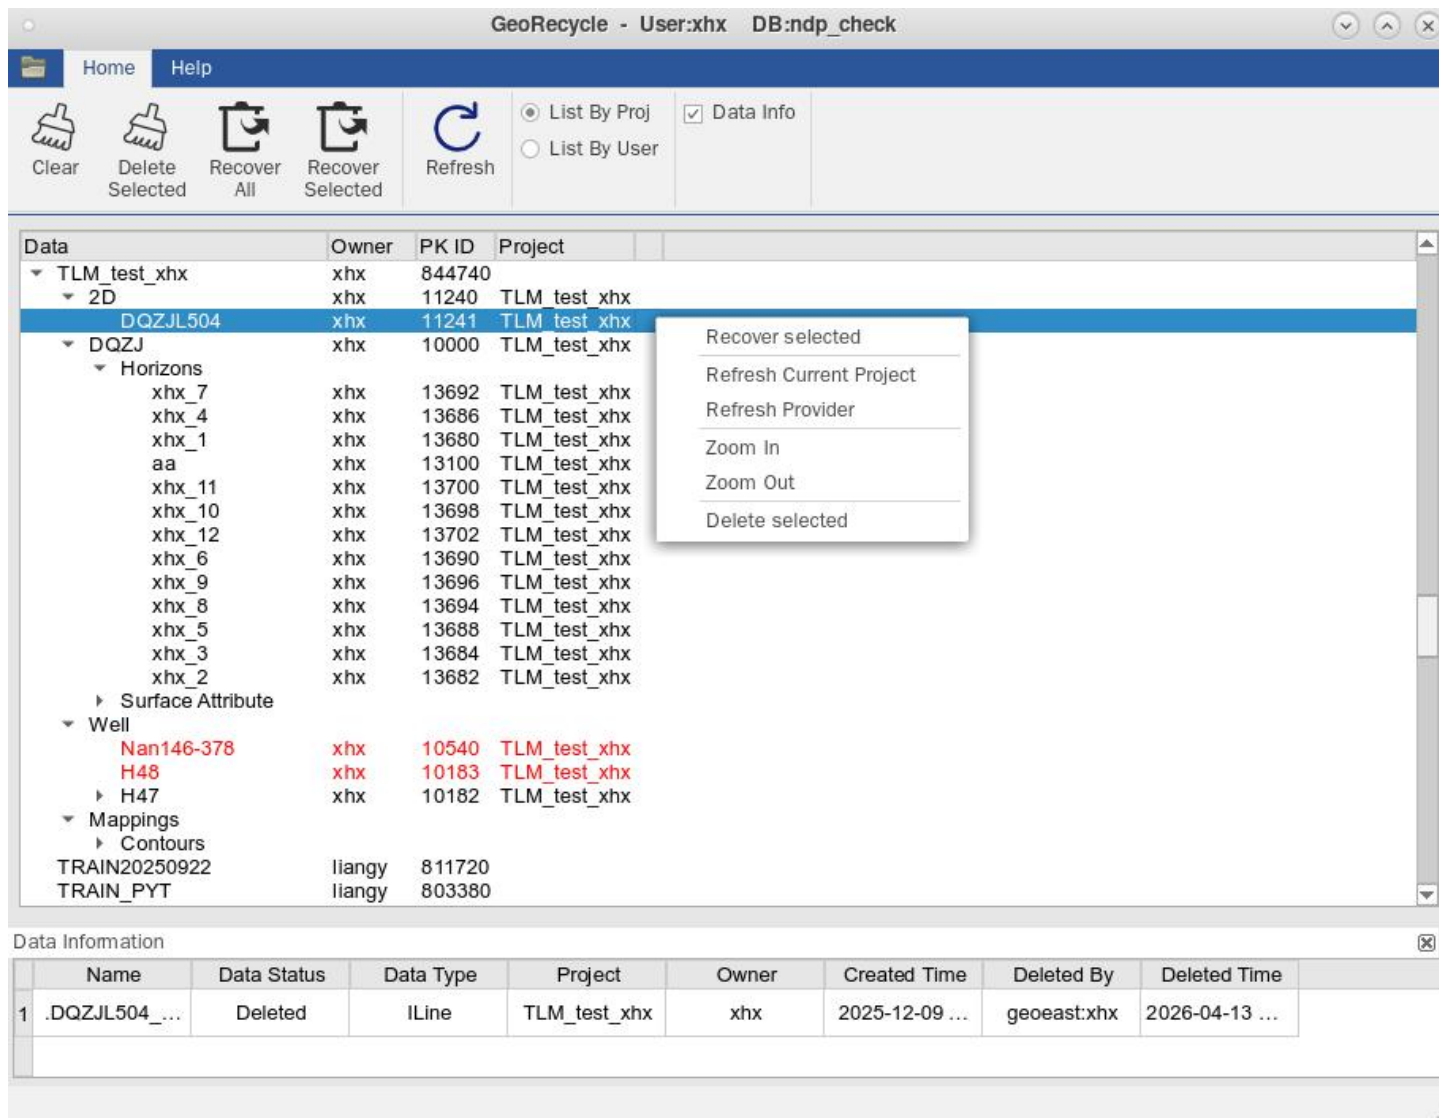 GeoRecycle - User:xhx DB:ndp_check
Home Help
Clear
Delete Selected
Recover All
Recover Selected
Refresh
List By Proj
List By User
Data Info
Data Owner PK ID Project
TLM_test_xhx xhx 844740
2D xhx 11240 TLM_test_xhx
DQZJL504 xhx 11241 TLM_test_xhx
DQZJ xhx 10000 TLM_test_xhx
Horizons
xhx_7 xhx 13692 TLM_test_xhx
xhx_4 xhx 13686 TLM_test_xhx
xhx_1 xhx 13680 TLM_test_xhx
aa xhx 13100 TLM_test_xhx
xhx_11 xhx 13700 TLM_test_xhx
xhx_10 xhx 13698 TLM_test_xhx
xhx_12 xhx 13702 TLM_test_xhx
xhx_6 xhx 13690 TLM_test_xhx
xhx_9 xhx 13696 TLM_test_xhx
xhx_8 xhx 13694 TLM_test_xhx
xhx_5 xhx 13688 TLM_test_xhx
xhx_3 xhx 13684 TLM_test_xhx
xhx_2 xhx 13682 TLM_test_xhx
Surface Attribute
Well
Nan146-378 xhx 10540 TLM_test_xhx
H48 xhx 10183 TLM_test_xhx
H47 xhx 10182 TLM_test_xhx
Mappings
Contours
TRAIN20250922 liangy 811720
TRAIN_PYT liangy 803380
Recover selected
Refresh Current Project
Refresh Provider
Zoom In
Zoom Out
Delete selected
Data Information
Name Data Status Data Type Project Owner Created Time Deleted By Deleted Time
1 .DQZJL504_... Deleted ILine TLM_test_xhx xhx 2025-12-09 ... geoeast:xhx 2026-04-13 ...